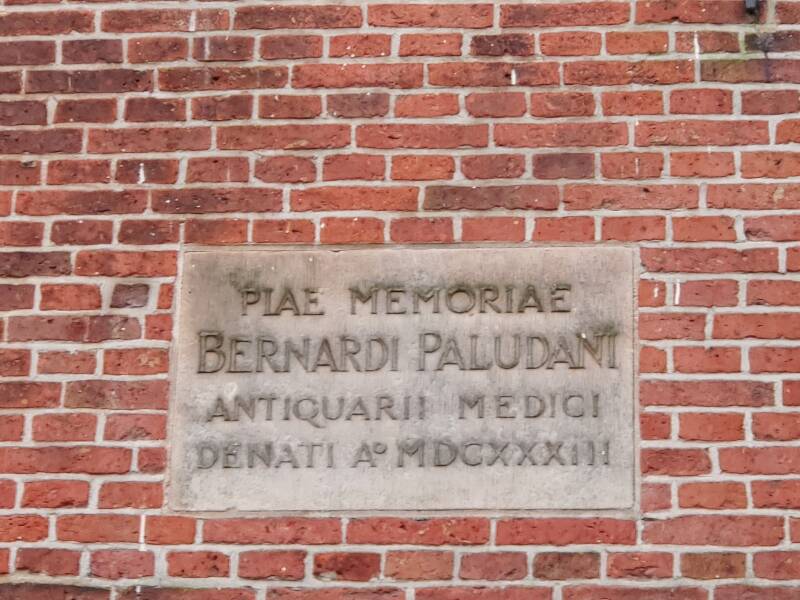 PIAE MEMORIAE
BERNARDI PALUDANI
ANTIQUARII MEDICI
DENATI Aº MDCXXXIII